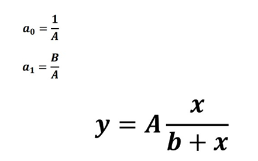 a₀ = 1/A
a₁ = B/A
y = A x/(b + x)